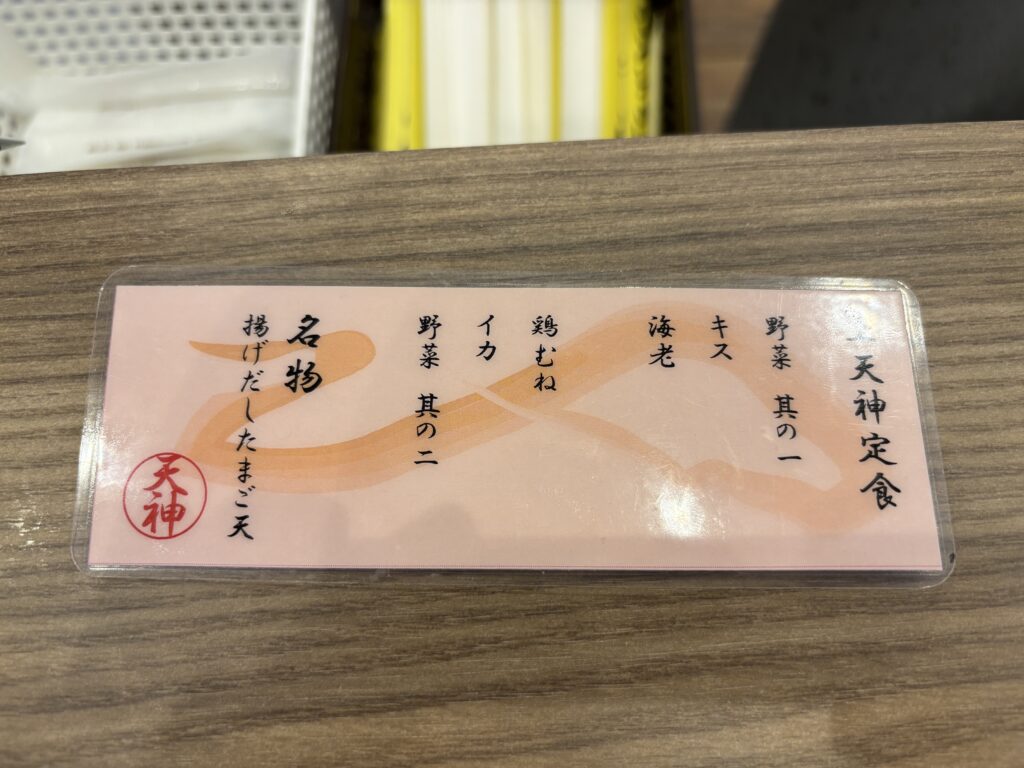 天神定食
野菜 其の一
キス
海老
鶏むね
イカ
野菜 其の二
名物
揚げだしたまご天
天神